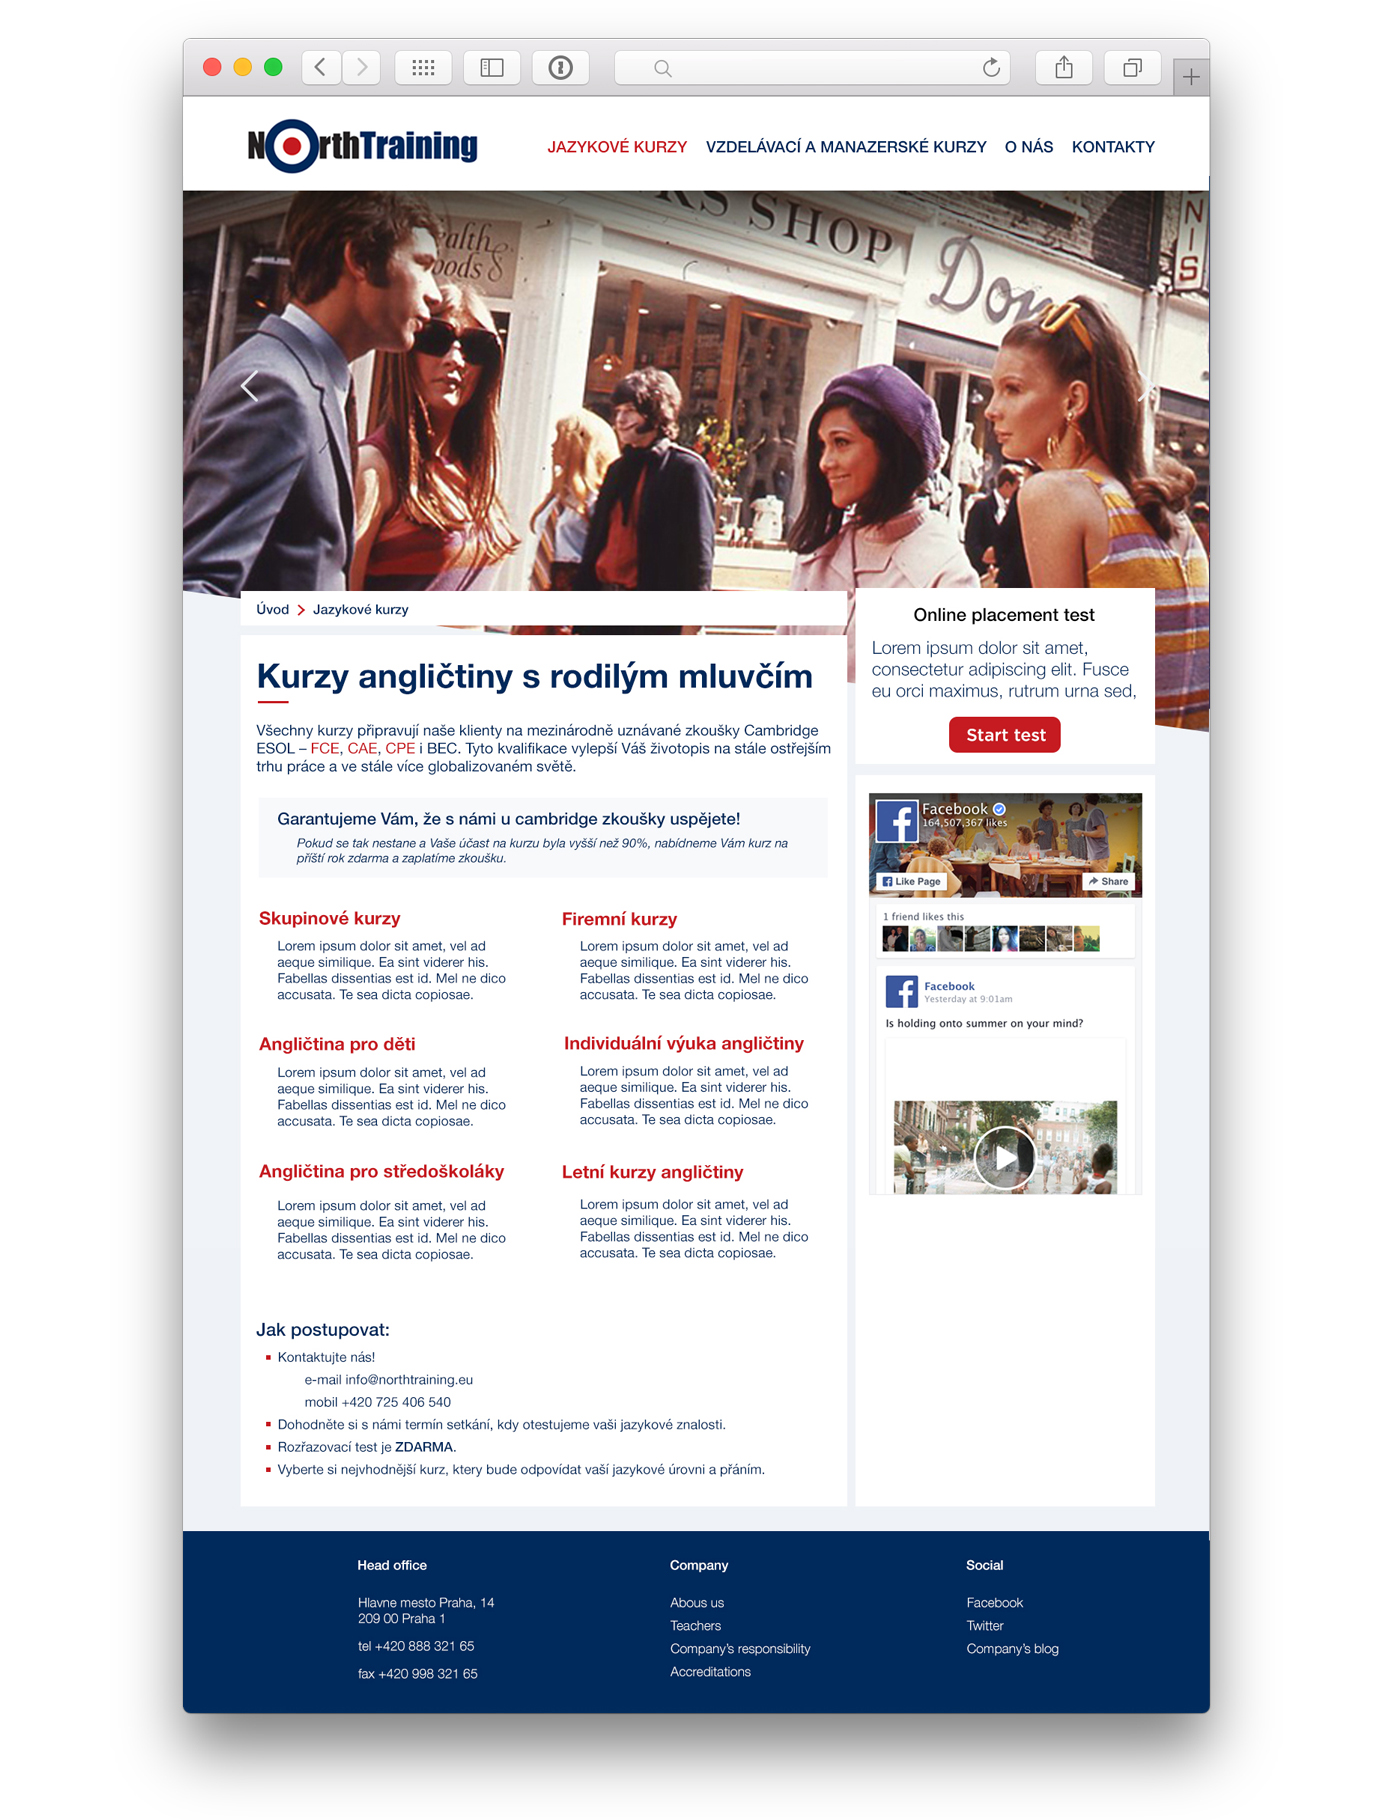 NorthTraining
JAZYKOVÉ KURZY
VZDELÁVACÍ A MANAZERSKÉ KURZY
O NÁS
KONTAKTY
KS SHOP
ealth
oods &
Don
NIS
Úvod
Jazykové kurzy
Kurzy angličtiny s rodilým mluvčím
Všechny kurzy připravují naše klienty na mezinárodně uznávané zkoušky Cambridge
ESOL – FCE, CAE, CPE i BEC. Tyto kvalifikace vylepší Váš životopis na stále ostřejším
trhu práce a ve stále více globalizovaném světě.
Garantujeme Vám, že s námi u cambridge zkoušky uspějete!
Pokud se tak nestane a Vaše účast na kurzu byla vyšší než 90%, nabídneme Vám kurz na
příští rok zdarma a zaplatíme zkoušku.
Skupinové kurzy
Lorem ipsum dolor sit amet, vel ad
aeque similique. Ea sint viderer his.
Fabellas dissentias est id. Mel ne dico
accusata. Te sea dicta copiosae.
Firemní kurzy
Lorem ipsum dolor sit amet, vel ad
aeque similique. Ea sint viderer his.
Fabellas dissentias est id. Mel ne dico
accusata. Te sea dicta copiosae.
Angličtina pro děti
Lorem ipsum dolor sit amet, vel ad
aeque similique. Ea sint viderer his.
Fabellas dissentias est id. Mel ne dico
accusata. Te sea dicta copiosae.
Individuální výuka angličtiny
Lorem ipsum dolor sit amet, vel ad
aeque similique. Ea sint viderer his.
Fabellas dissentias est id. Mel ne dico
accusata. Te sea dicta copiosae.
Angličtina pro středoškoláky
Lorem ipsum dolor sit amet, vel ad
aeque similique. Ea sint viderer his.
Fabellas dissentias est id. Mel ne dico
accusata. Te sea dicta copiosae.
Letní kurzy angličtiny
Lorem ipsum dolor sit amet, vel ad
aeque similique. Ea sint viderer his.
Fabellas dissentias est id. Mel ne dico
accusata. Te sea dicta copiosae.
Jak postupovat:
Kontaktujte nás!
e-mail info@northtraining.eu
mobil +420 725 406 540
Dohodněte si s námi termín setkání, kdy otestujeme vaši jazykové znalosti.
Rozřazovací test je ZDARMA.
Vyberte si nejvhodnější kurz, ktery bude odpovídat vaší jazykové úrovni a přáním.
Online placement test
Lorem ipsum dolor sit amet,
consectetur adipiscing elit. Fusce
eu orci maximus, rutrum urna sed,
Start test
Facebook
164,507,367 likes
Like Page
Share
1 friend likes this
Facebook
Yesterday at 9:01am
Is holding onto summer on your mind?
Head office
Hlavne mesto Praha, 14
209 00 Praha 1
tel +420 888 321 65
fax +420 998 321 65
Company
Abous us
Teachers
Company's responsibility
Accreditations
Social
Facebook
Twitter
Company's blog